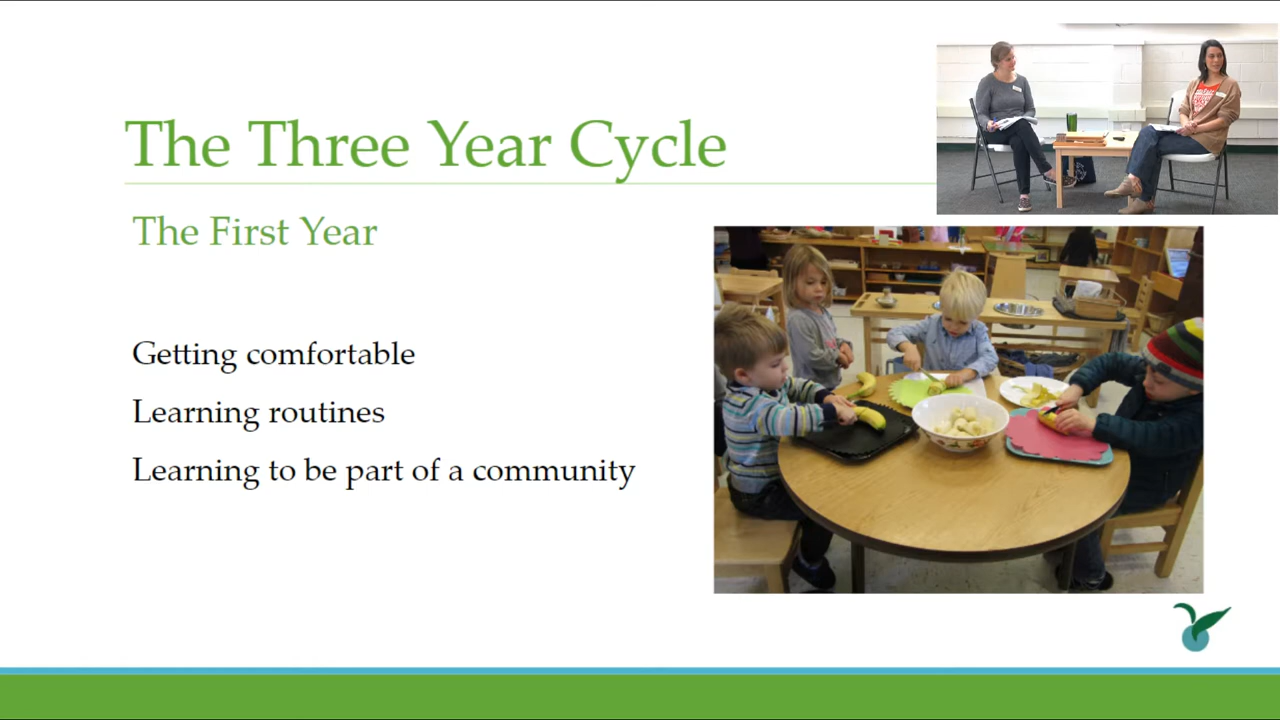 The Three Year Cycle
The First Year
Getting comfortable
Learning routines
Learning to be part of a community